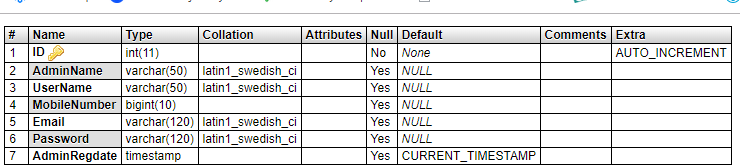 # Name Type Collation Attributes Null Default Comments Extra
1 ID int(11) No None AUTO_INCREMENT
2 AdminName varchar(50) latin1_swedish_ci Yes NULL
3 UserName varchar(50) latin1_swedish_ci Yes NULL
4 MobileNumber bigint(10) Yes NULL
5 Email varchar(120) latin1_swedish_ci Yes NULL
6 Password varchar(120) latin1_swedish_ci Yes NULL
7 AdminRegdate timestamp Yes CURRENT_TIMESTAMP